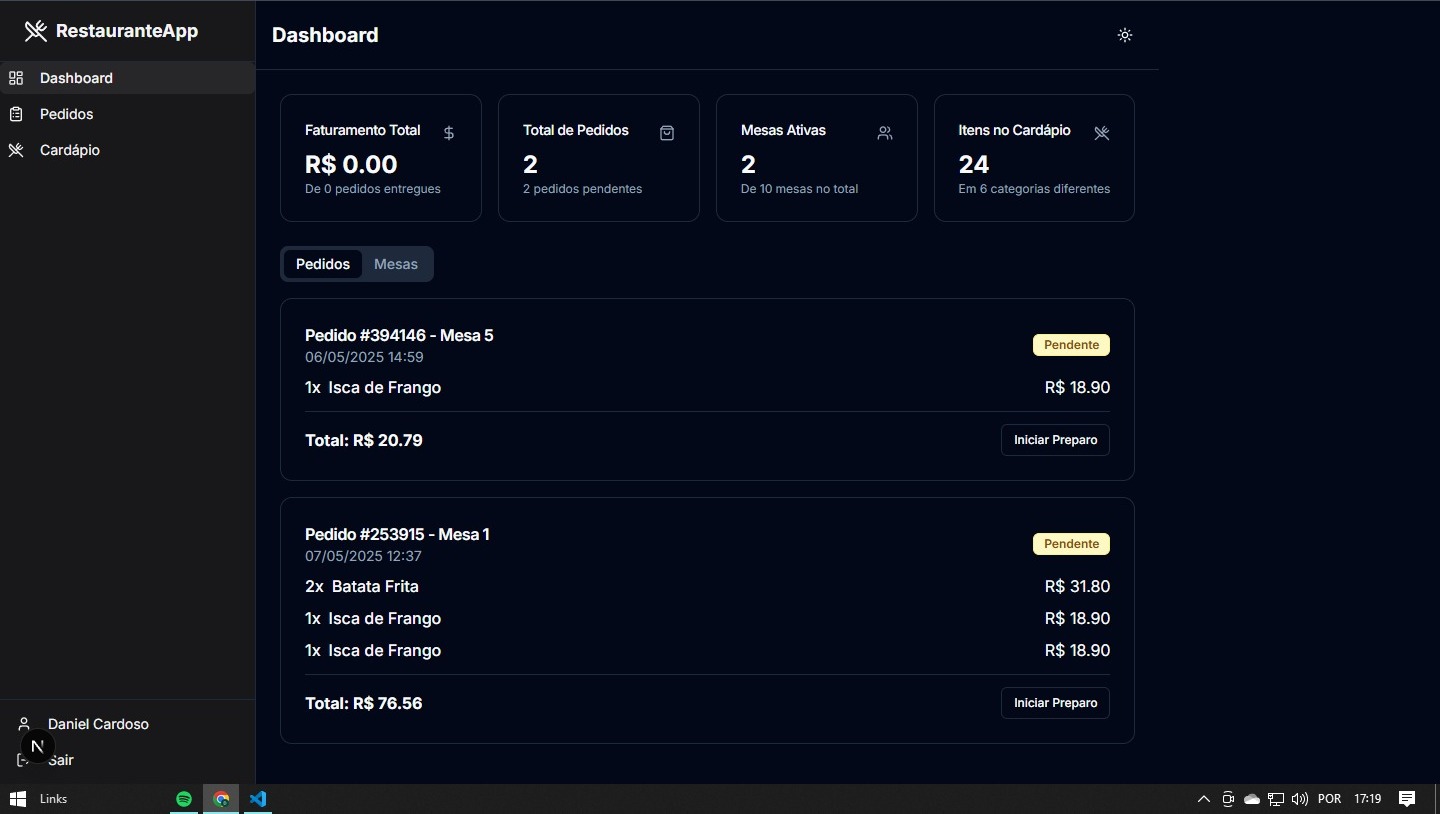 RestauranteApp
Dashboard
Pedidos
Cardápio
Daniel Cardoso
N
Sair
Dashboard
Faturamento Total
R$ 0.00
De 0 pedidos entregues
Total de Pedidos
2
2 pedidos pendentes
Mesas Ativas
2
De 10 mesas no total
Itens no Cardápio
24
Em 6 categorias diferentes
Pedidos Mesas
Pedido #394146 - Mesa 5
06/05/2025 14:59
Pendente
1x Isca de Frango R$ 18.90
Total: R$ 20.79 Iniciar Preparo
Pedido #253915 - Mesa 1
07/05/2025 12:37
Pendente
2x Batata Frita R$ 31.80
1x Isca de Frango R$ 18.90
1x Isca de Frango R$ 18.90
Total: R$ 76.56 Iniciar Preparo
Links POR 17:19